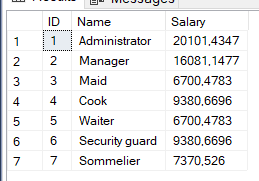 Messages
ID Name Salary
1 1 Administrator 20101,4347
2 2 Manager 16081,1477
3 3 Maid 6700,4783
4 4 Cook 9380,6696
5 5 Waiter 6700,4783
6 6 Security guard 9380,6696
7 7 Sommelier 7370,526